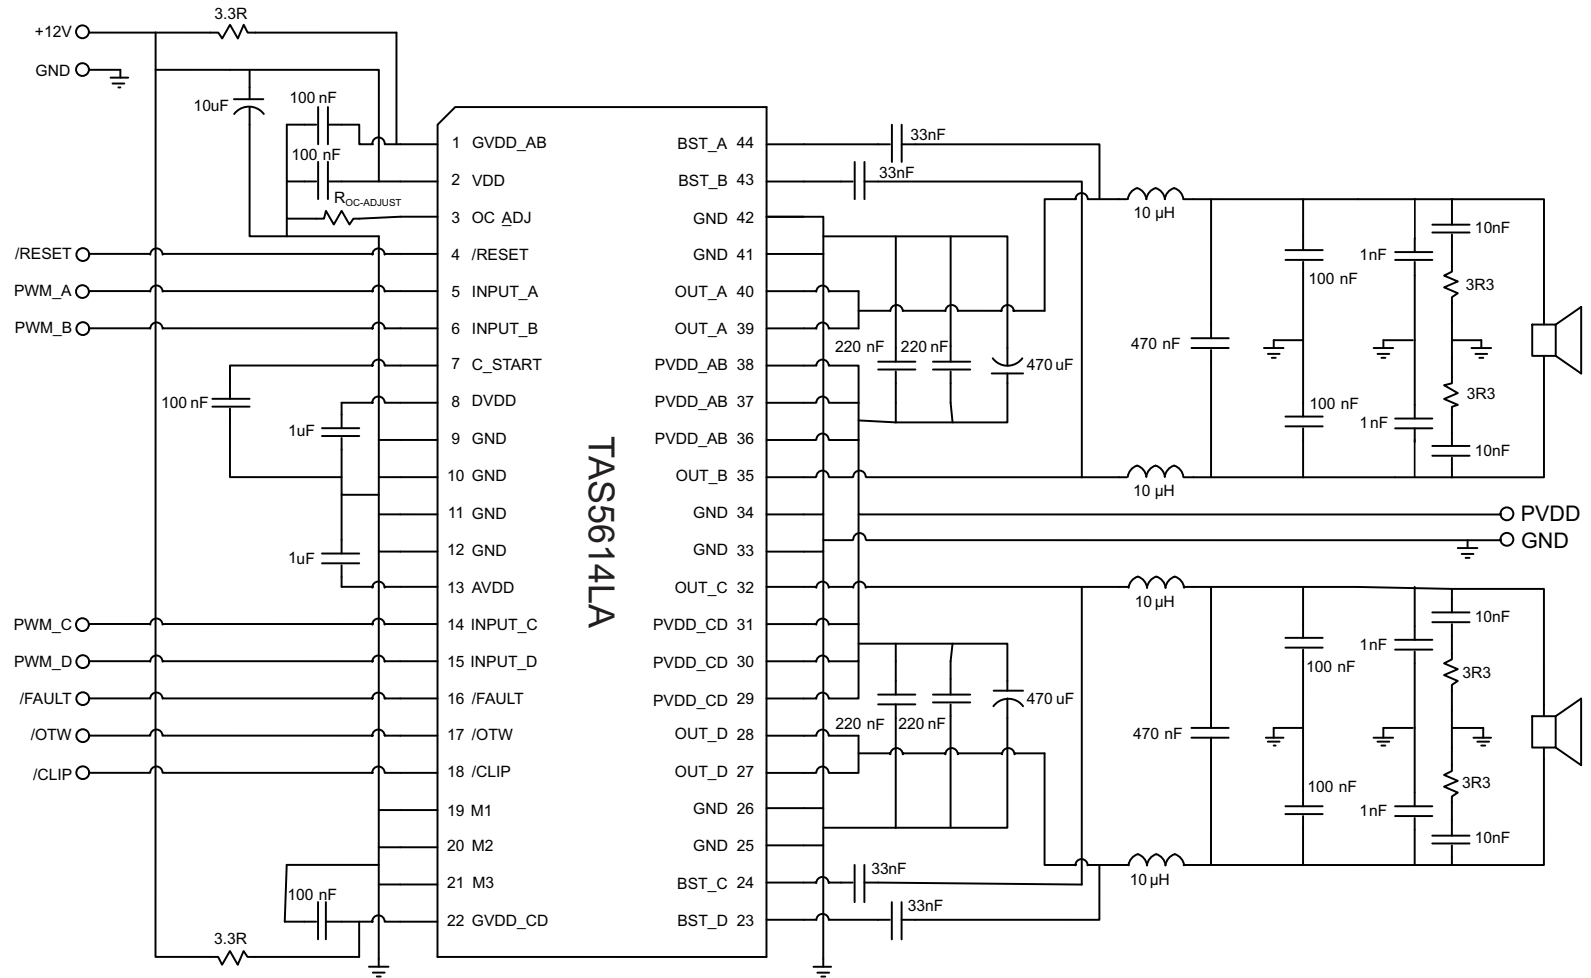 3.3R
+12V
GND
10uF
100 nF
100 nF
R_OC-ADJUST
/RESET
PWM_A
PWM_B
100 nF
1uF
1uF
PWM_C
PWM_D
/FAULT
/OTW
/CLIP
100 nF
3.3R
1 GVDD_AB
2 VDD
3 OC_ADJ
4 /RESET
5 INPUT_A
6 INPUT_B
7 C_START
8 DVDD
9 GND
10 GND
11 GND
12 GND
13 AVDD
14 INPUT_C
15 INPUT_D
16 /FAULT
17 /OTW
18 /CLIP
19 M1
20 M2
21 M3
22 GVDD_CD
TAS5614LA
BST_A 44
BST_B 43
GND 42
GND 41
OUT_A 40
OUT_A 39
PVDD_AB 38
PVDD_AB 37
PVDD_AB 36
OUT_B 35
GND 34
GND 33
OUT_C 32
PVDD_CD 31
PVDD_CD 30
PVDD_CD 29
OUT_D 28
OUT_D 27
GND 26
GND 25
BST_C 24
BST_D 23
33nF
33nF
220 nF
220 nF
470 uF
10 µH
10 µH
470 nF
100 nF
100 nF
1nF
1nF
10nF
3R3
3R3
10nF
PVDD
GND
10 µH
220 nF
220 nF
470 uF
470 nF
100 nF
100 nF
1nF
1nF
10nF
3R3
3R3
10nF
10 µH
33nF
33nF